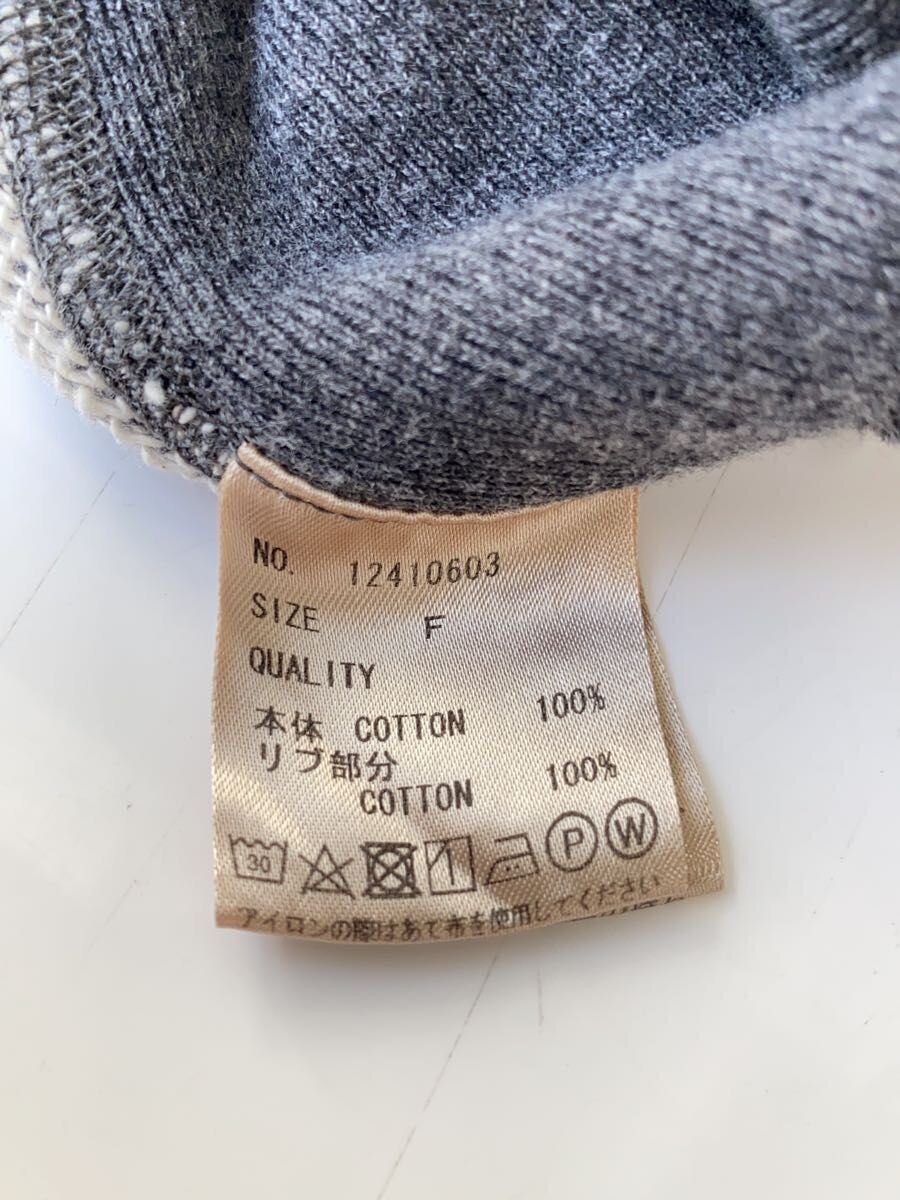 NO. 12410603
SIZE F
QUALITY
本体 COTTON 100%
リブ部分
COTTON 100%
30 P W
アイロンの際はあて布を使用してください